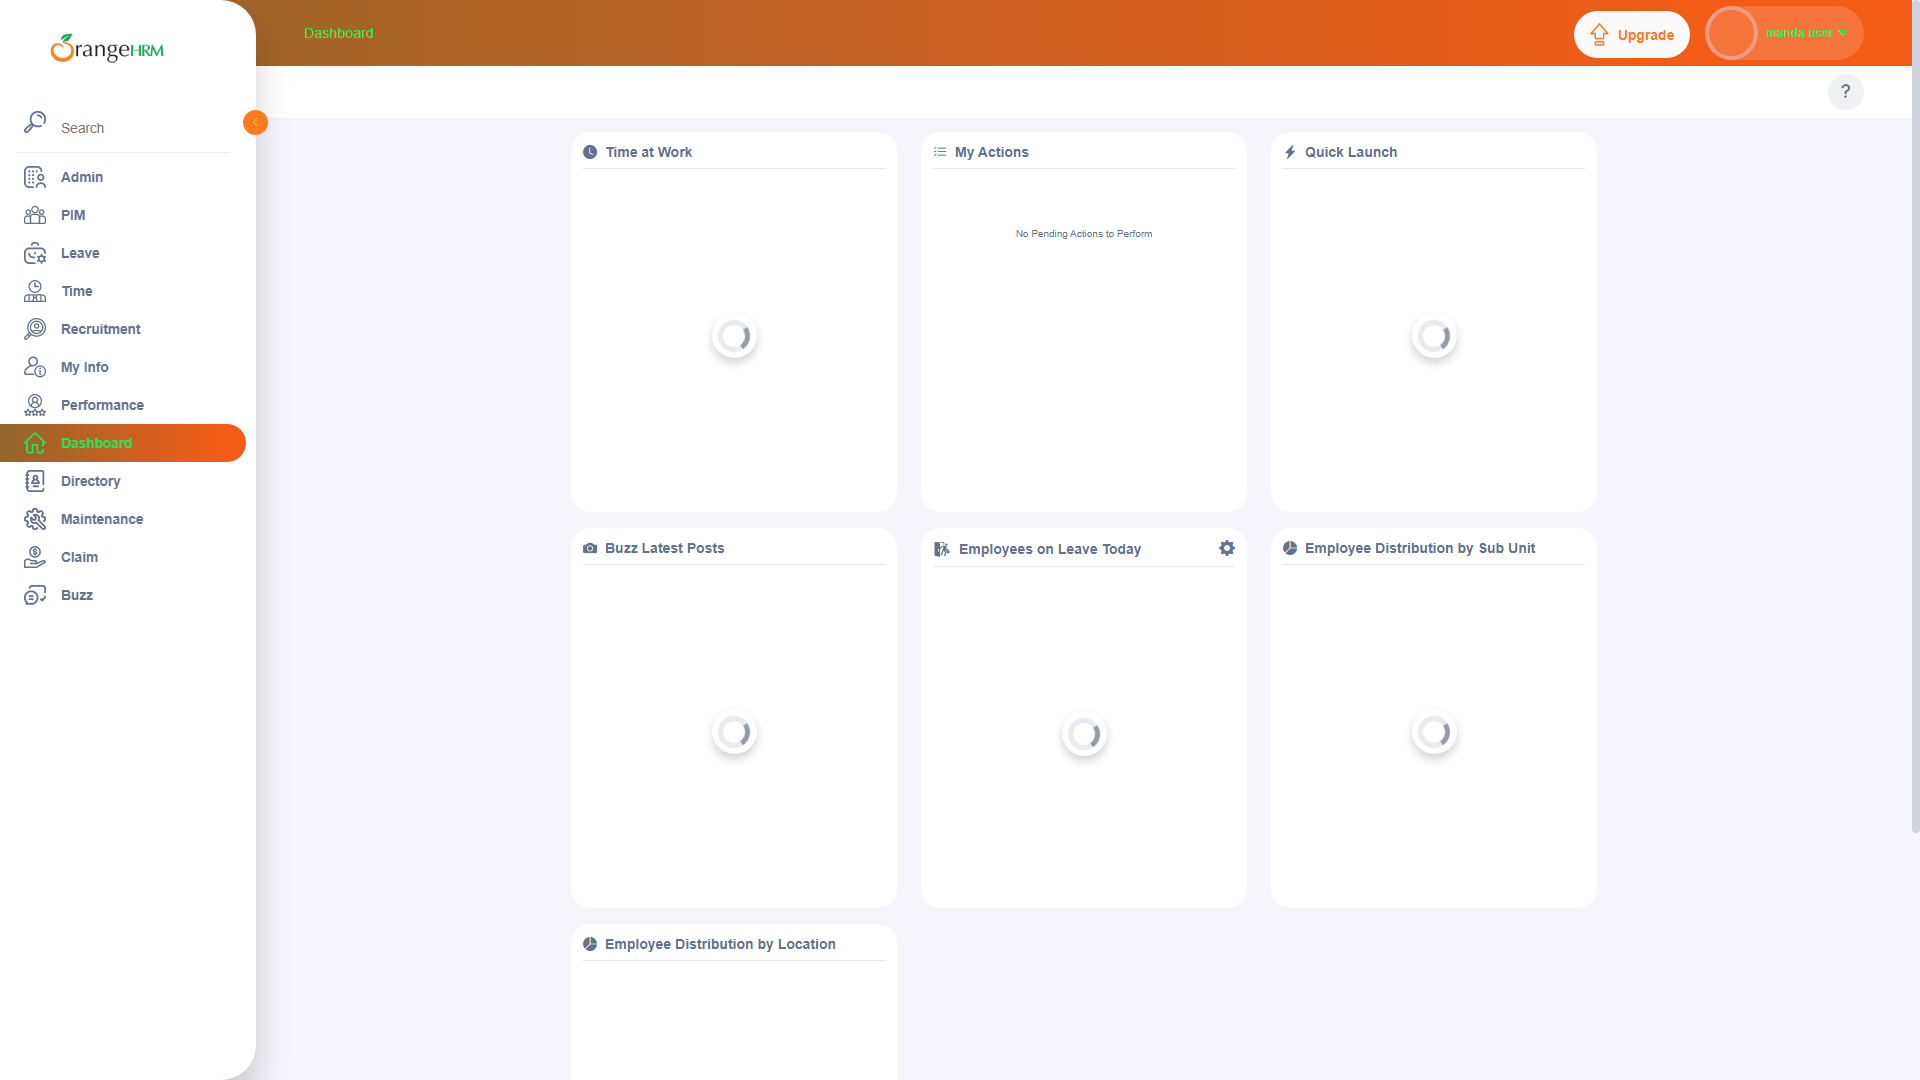 OrangeHRM
Dashboard
Upgrade
manda user
Search
?
Admin
PIM
Leave
Time
Recruitment
My Info
Performance
Dashboard
Directory
Maintenance
Claim
Buzz
Time at Work
My Actions
Quick Launch
No Pending Actions to Perform
Buzz Latest Posts
Employees on Leave Today
Employee Distribution by Sub Unit
Employee Distribution by Location